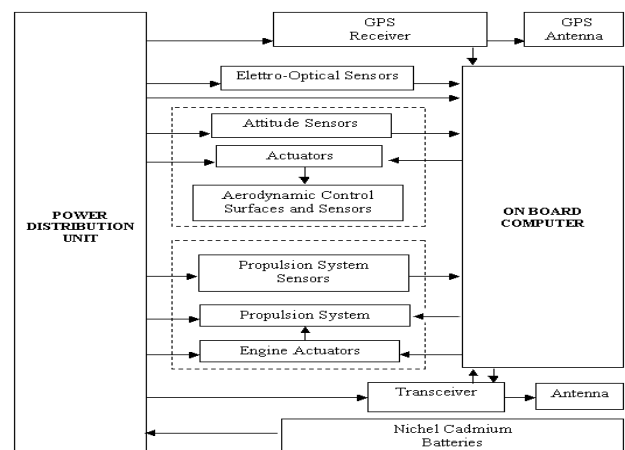 GPS
Receiver
GPS
Antenna
Elettro-Optical Sensors
Attitude Sensors
Actuators
Aerodynamic Control
Surfaces and Sensors
POWER
DISTRIBUTION
UNIT
ON BOARD
COMPUTER
Propulsion System
Sensors
Propulsion System
Engine Actuators
Transceiver
Antenna
Nichel Cadmium
Batteries